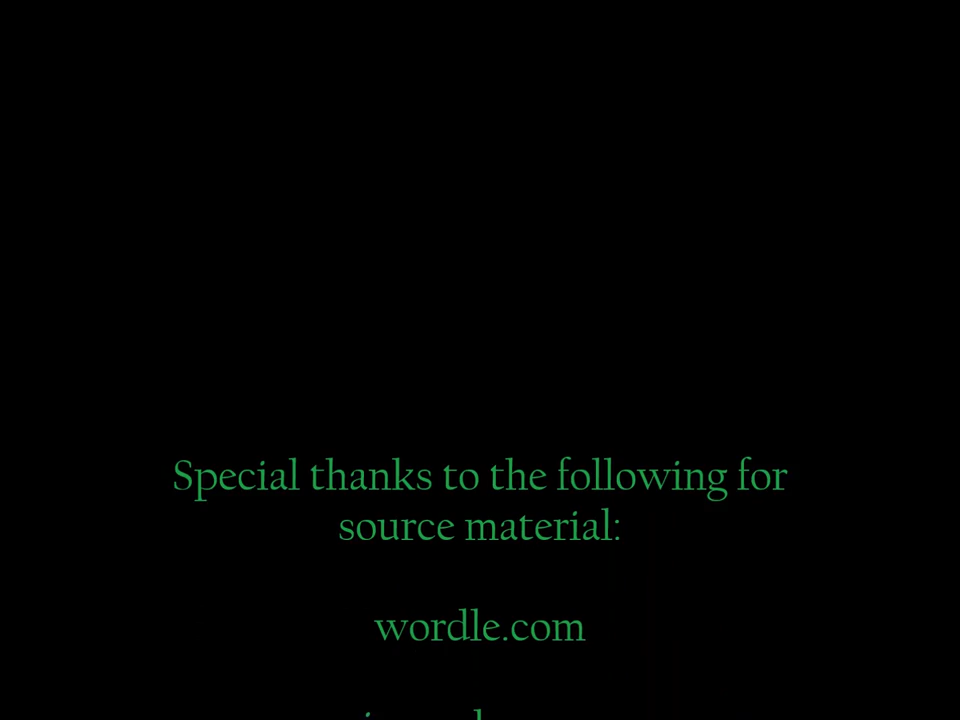 Special thanks to the following for
source material:
wordle.com